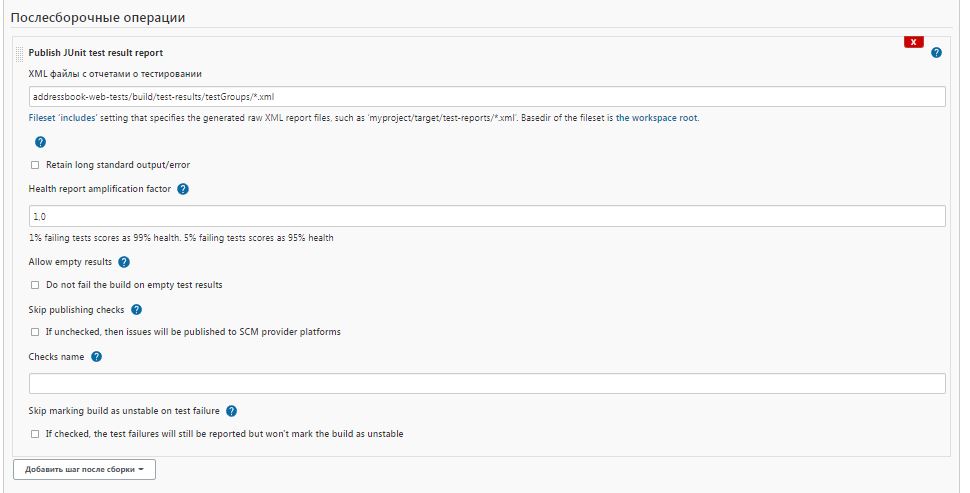 Послесборочные операции
X
Publish JUnit test result report
?
XML файлы с отчетами о тестировании
addressbook-web-tests/build/test-results/testGroups/*.xml
Fileset 'includes' setting that specifies the generated raw XML report files, such as 'myproject/target/test-reports/*.xml'. Basedir of the fileset is the workspace root.
?
Retain long standard output/error
Health report amplification factor ?
1,0
1% failing tests scores as 99% health. 5% failing tests scores as 95% health
Allow empty results ?
Do not fail the build on empty test results
Skip publishing checks ?
If unchecked, then issues will be published to SCM provider platforms
Checks name ?
Skip marking build as unstable on test failure ?
If checked, the test failures will still be reported but won't mark the build as unstable
Добавить шаг после сборки